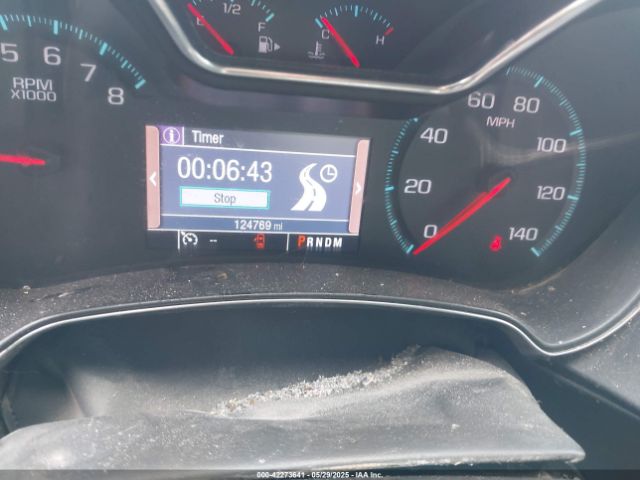 E 1/2 F
C H
5 6 7 8
RPM
X1000
i Timer
00:06:43
Stop
124769 mi
-- PRNDM
0 20 40 60 80 100 120 140
MPH
000-42273641 - 05/29/2025 - IAA Inc.